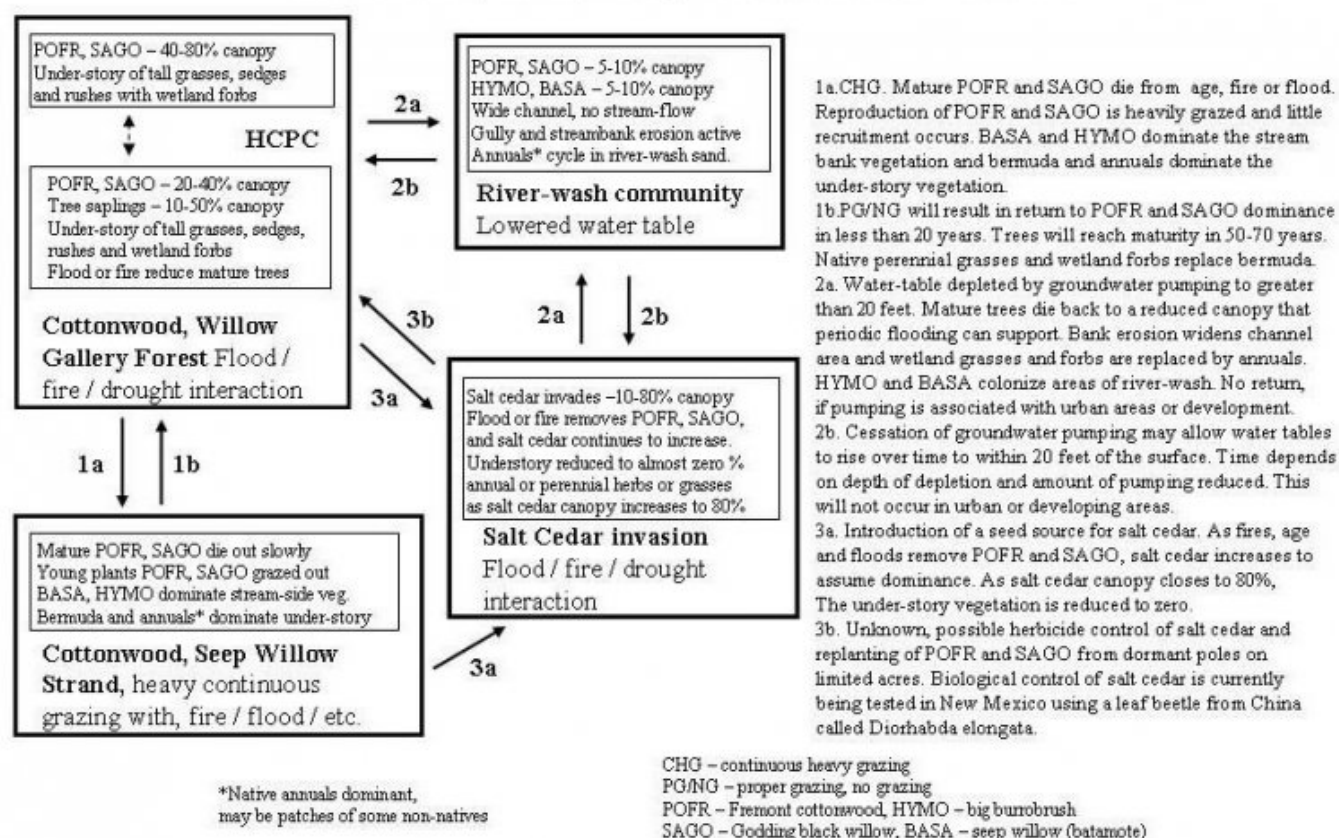 POFR, SAGO – 40-80% canopy
Under-story of tall grasses, sedges
and rushes with wetland forbs
HCPC
POFR, SAGO – 20-40% canopy
Tree saplings – 10-50% canopy
Under-story of tall grasses, sedges,
rushes and wetland forbs
Flood or fire reduce mature trees
Cottonwood, Willow
Gallery Forest Flood /
fire / drought interaction
2a
2b
POFR, SAGO – 5-10% canopy
HYMO, BASA – 5-10% canopy
Wide channel, no stream-flow
Gully and streambank erosion active
Annuals* cycle in river-wash sand.
River-wash community
Lowered water table
3b
3a
2a
2b
1a
1b
Salt cedar invades –10-80% canopy
Flood or fire removes POFR, SAGO,
and salt cedar continues to increase.
Understory reduced to almost zero %
annual or perennial herbs or grasses
as salt cedar canopy increases to 80%
Salt Cedar invasion
Flood / fire / drought
interaction
Mature POFR, SAGO die out slowly
Young plants POFR, SAGO grazed out
BASA, HYMO dominate stream-side veg.
Bermuda and annuals* dominate under-story
Cottonwood, Seep Willow
Strand, heavy continuous
grazing with, fire / flood / etc.
3a
1a.CHG. Mature POFR and SAGO die from age, fire or flood.
Reproduction of POFR and SAGO is heavily grazed and little
recruitment occurs. BASA and HYMO dominate the stream
bank vegetation and bermuda and annuals dominate the
under-story vegetation.
1b.PG/NG will result in return to POFR and SAGO dominance
in less than 20 years. Trees will reach maturity in 50-70 years.
Native perennial grasses and wetland forbs replace bermuda.
2a. Water-table depleted by groundwater pumping to greater
than 20 feet. Mature trees die back to a reduced canopy that
periodic flooding can support. Bank erosion widens channel
area and wetland grasses and forbs are replaced by annuals.
HYMO and BASA colonize areas of river-wash. No return,
if pumping is associated with urban areas or development.
2b. Cessation of groundwater pumping may allow water tables
to rise over time to within 20 feet of the surface. Time depends
on depth of depletion and amount of pumping reduced. This
will not occur in urban or developing areas.
3a. Introduction of a seed source for salt cedar. As fires, age
and floods remove POFR and SAGO, salt cedar increases to
assume dominance. As salt cedar canopy closes to 80%,
The under-story vegetation is reduced to zero.
3b. Unknown, possible herbicide control of salt cedar and
replanting of POFR and SAGO from dormant poles on
limited acres. Biological control of salt cedar is currently
being tested in New Mexico using a leaf beetle from China
called Diorhabda elongata.
*Native annuals dominant,
may be patches of some non-natives
CHG – continuous heavy grazing
PG/NG – proper grazing, no grazing
POFR – Fremont cottonwood, HYMO – big burrobrush
SAGO – Godding black willow, BASA – seep willow (batamote)